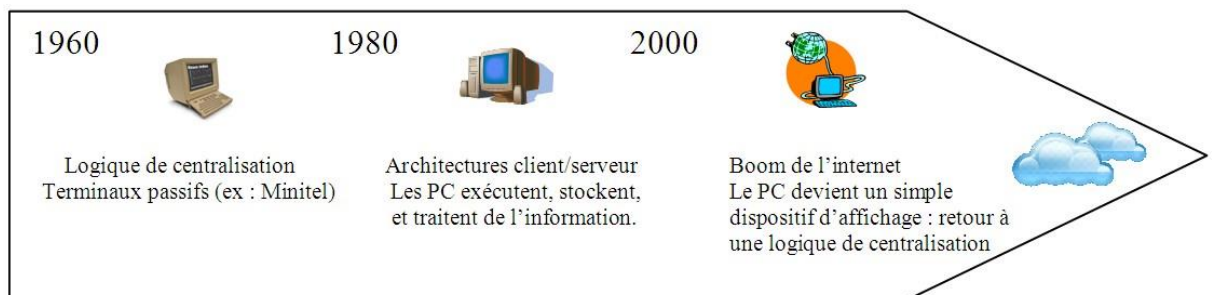 1960
1980
2000
Logique de centralisation
Terminaux passifs (ex : Minitel)
Architectures client/serveur
Les PC exécutent, stockent,
et traitent de l’information.
Boom de l’internet
Le PC devient un simple
dispositif d’affichage : retour à
une logique de centralisation